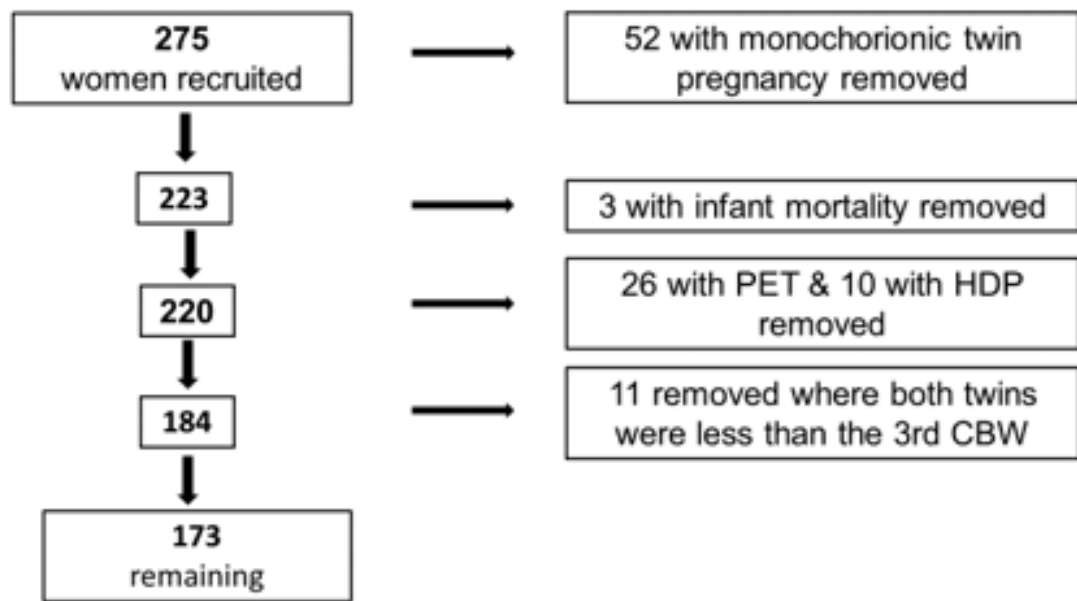 275
women recruited
52 with monochorionic twin
pregnancy removed
223
3 with infant mortality removed
220
26 with PET & 10 with HDP
removed
184
11 removed where both twins
were less than the 3rd CBW
173
remaining